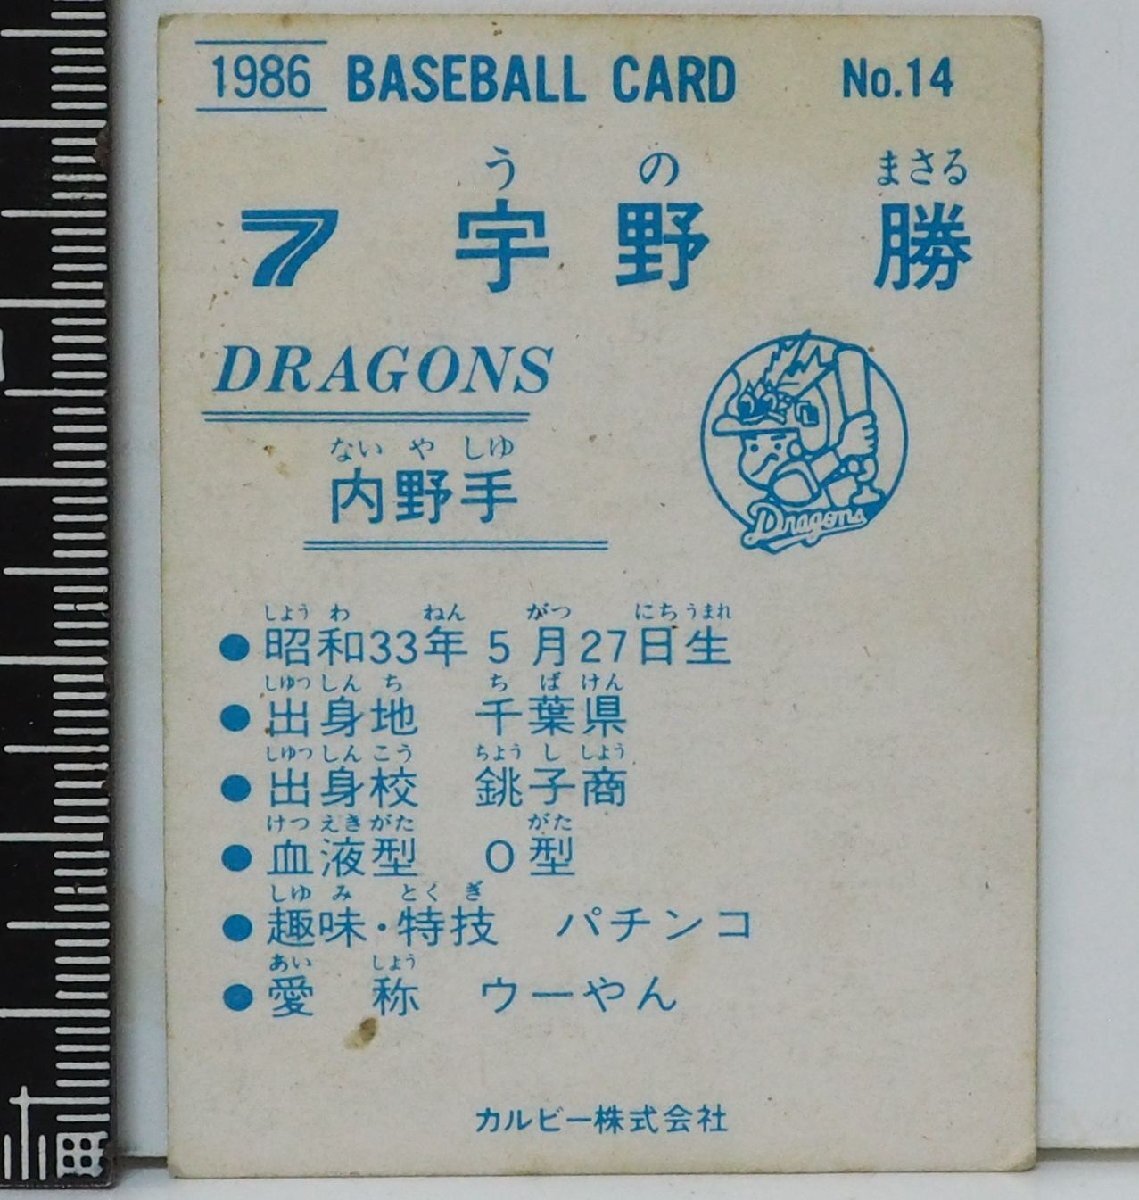 1986 BASEBALL CARD No.14
う の まさる
7 宇野 勝
DRAGONS
ない や しゆ
内野手
Dragons
しょう わ ねん がつ にち うまれ
●昭和33年 5月27日生
しゆつ しん ち ち ば けん
●出身地 千葉県
しゆつ しん こう ちょう し しょう
●出身校 銚子商
けつ えき がた がた
●血液型 O型
しゆ み とく ぎ
●趣味・特技 パチンコ
あい しょう
●愛 称 ウーやん
カルビー株式会社